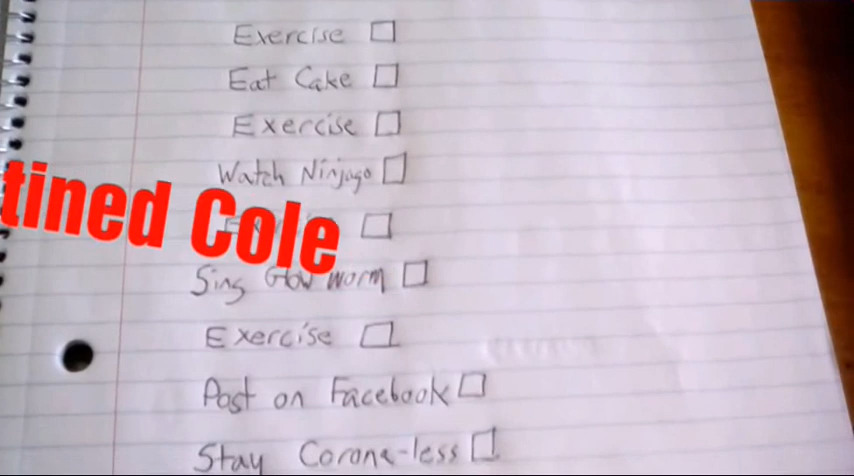 Exercise
Eat Cake
Exercise
Watch Ninjago
tined Cole
Sing Glow worm
Exercise
Post on Facebook
Stay Corona-less